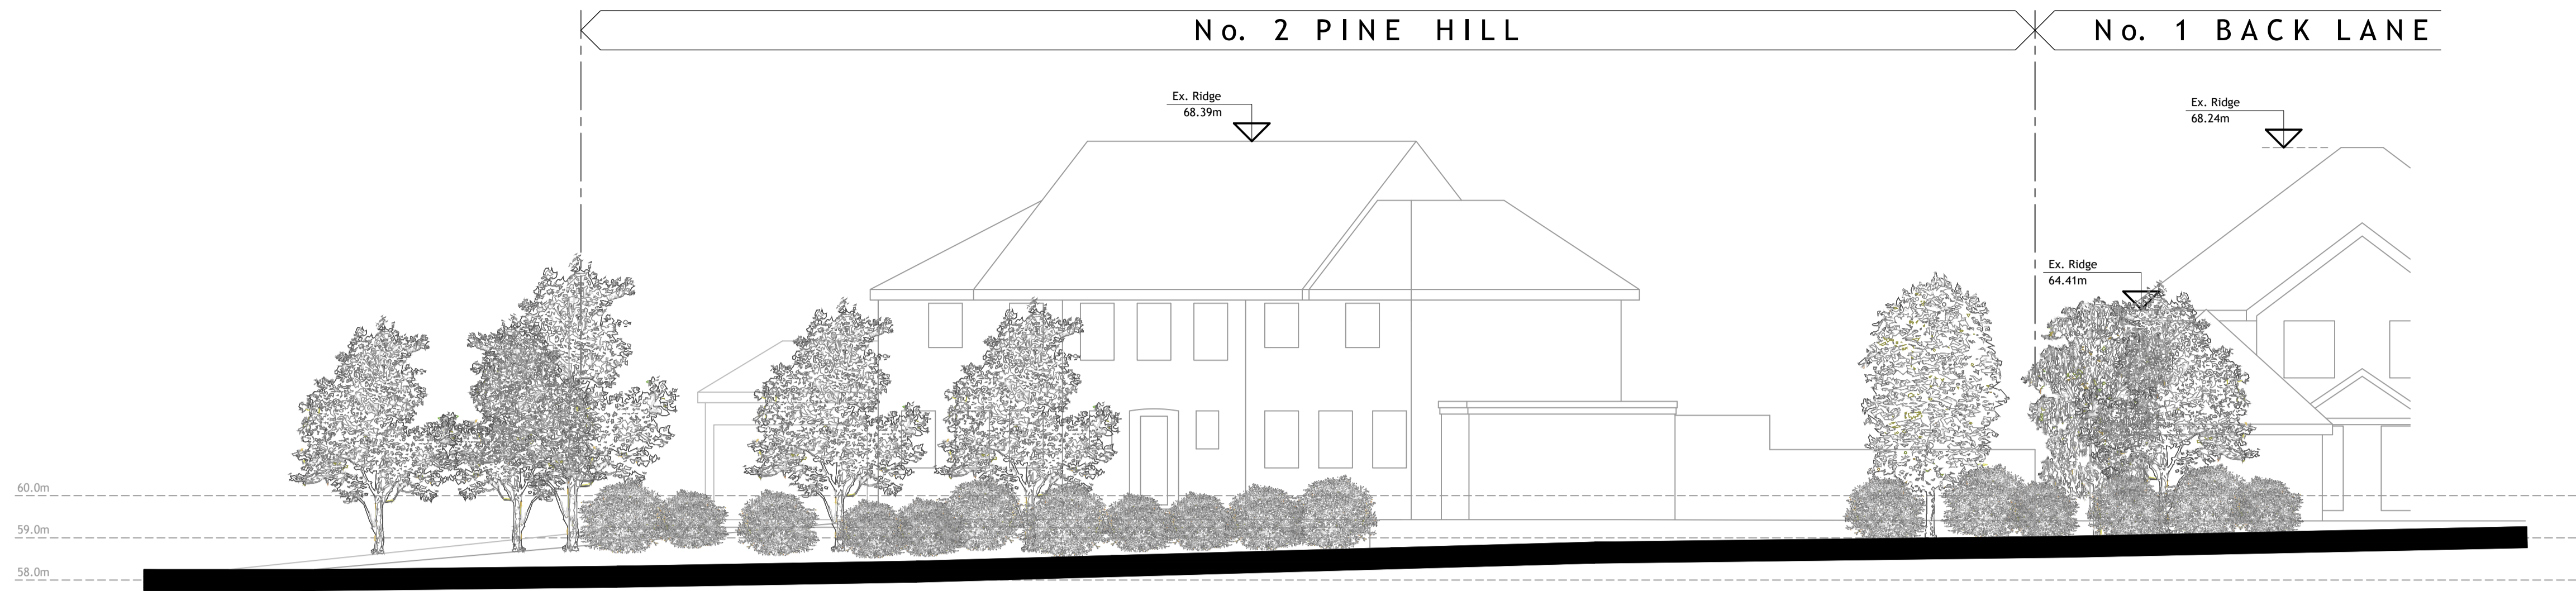 No. 2 PINE HILL
No. 1 BACK LANE
Ex. Ridge
68.39m
Ex. Ridge
68.24m
Ex. Ridge
64.41m
60.0m
59.0m
58.0m